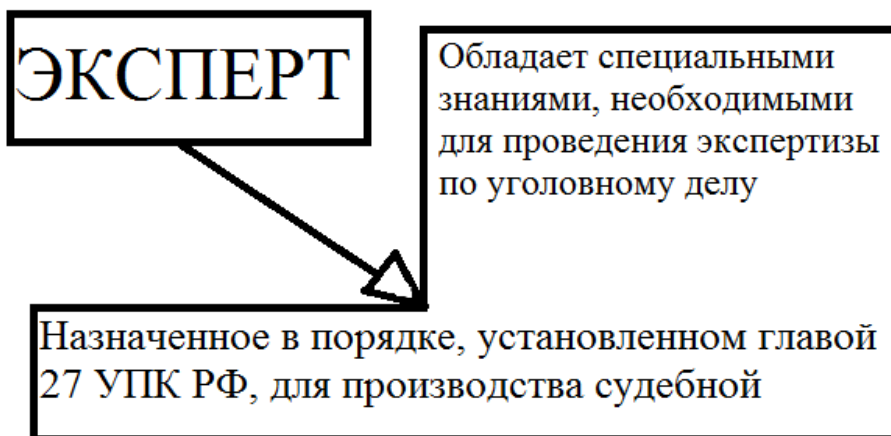 ЭКСПЕРТ
Обладает специальными
знаниями, необходимыми
для проведения экспертизы
по уголовному делу
Назначенное в порядке, установленном главой
27 УПК РФ, для производства судебной